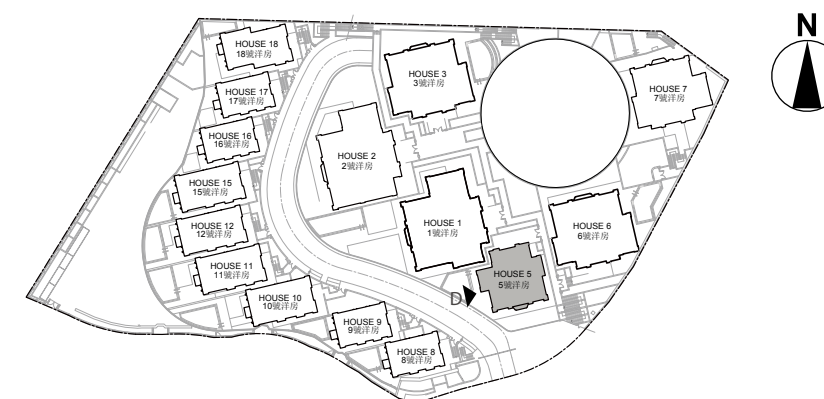 N
HOUSE 18
18號洋房
HOUSE 3
3號洋房
HOUSE 7
7號洋房
HOUSE 17
17號洋房
HOUSE 16
16號洋房
HOUSE 2
2號洋房
HOUSE 15
15號洋房
HOUSE 12
12號洋房
HOUSE 1
1號洋房
HOUSE 6
6號洋房
HOUSE 11
11號洋房
HOUSE 5
5號洋房
HOUSE 10
10號洋房
D
HOUSE 9
9號洋房
HOUSE 8
8號洋房